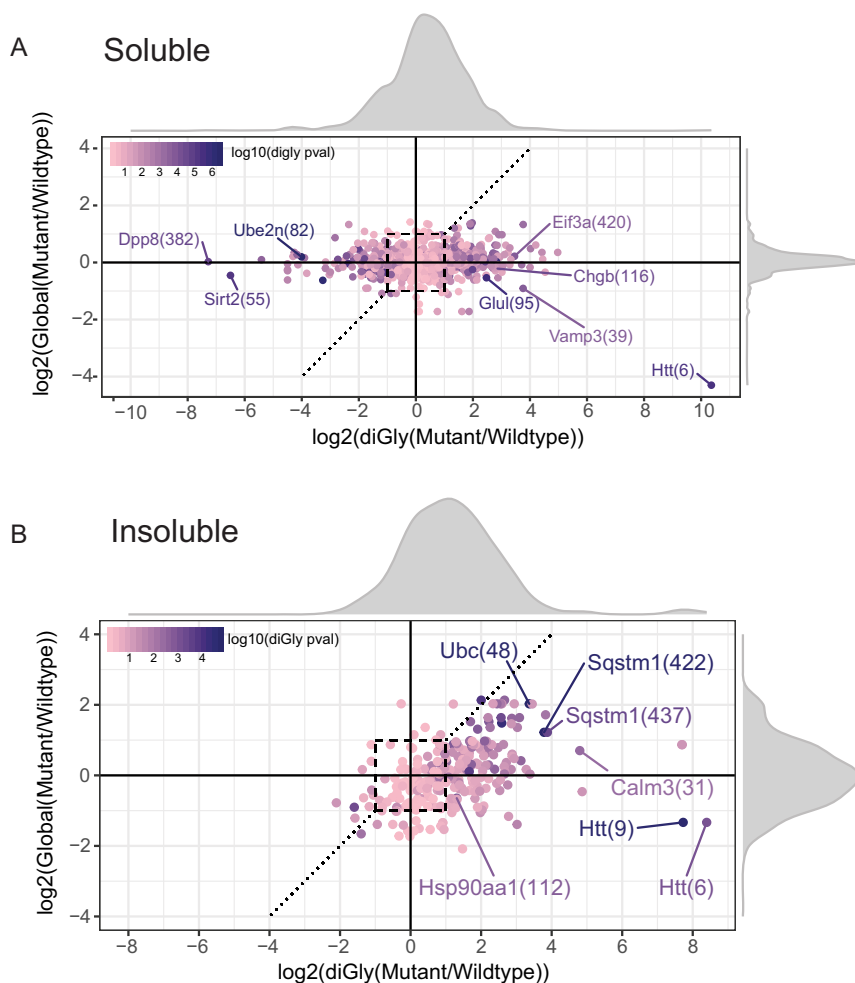 A
Soluble
log2(Global(Mutant/Wildtype))
4
2
0
−2
−4
log10(digly pval)
1 2 3 4 5 6
Dpp8(382)
Ube2n(82)
Sirt2(55)
Eif3a(420)
Chgb(116)
Glul(95)
Vamp3(39)
Htt(6)
−10 −8 −6 −4 −2 0 2 4 6 8 10
log2(diGly(Mutant/Wildtype))
B
Insoluble
log2(Global(Mutant/Wildtype))
4
2
0
−2
−4
log10(diGly pval)
1 2 3 4
Ubc(48)
Sqstm1(422)
Sqstm1(437)
Calm3(31)
Htt(9)
Hsp90aa1(112)
Htt(6)
−8 −6 −4 −2 0 2 4 6 8
log2(diGly(Mutant/Wildtype))